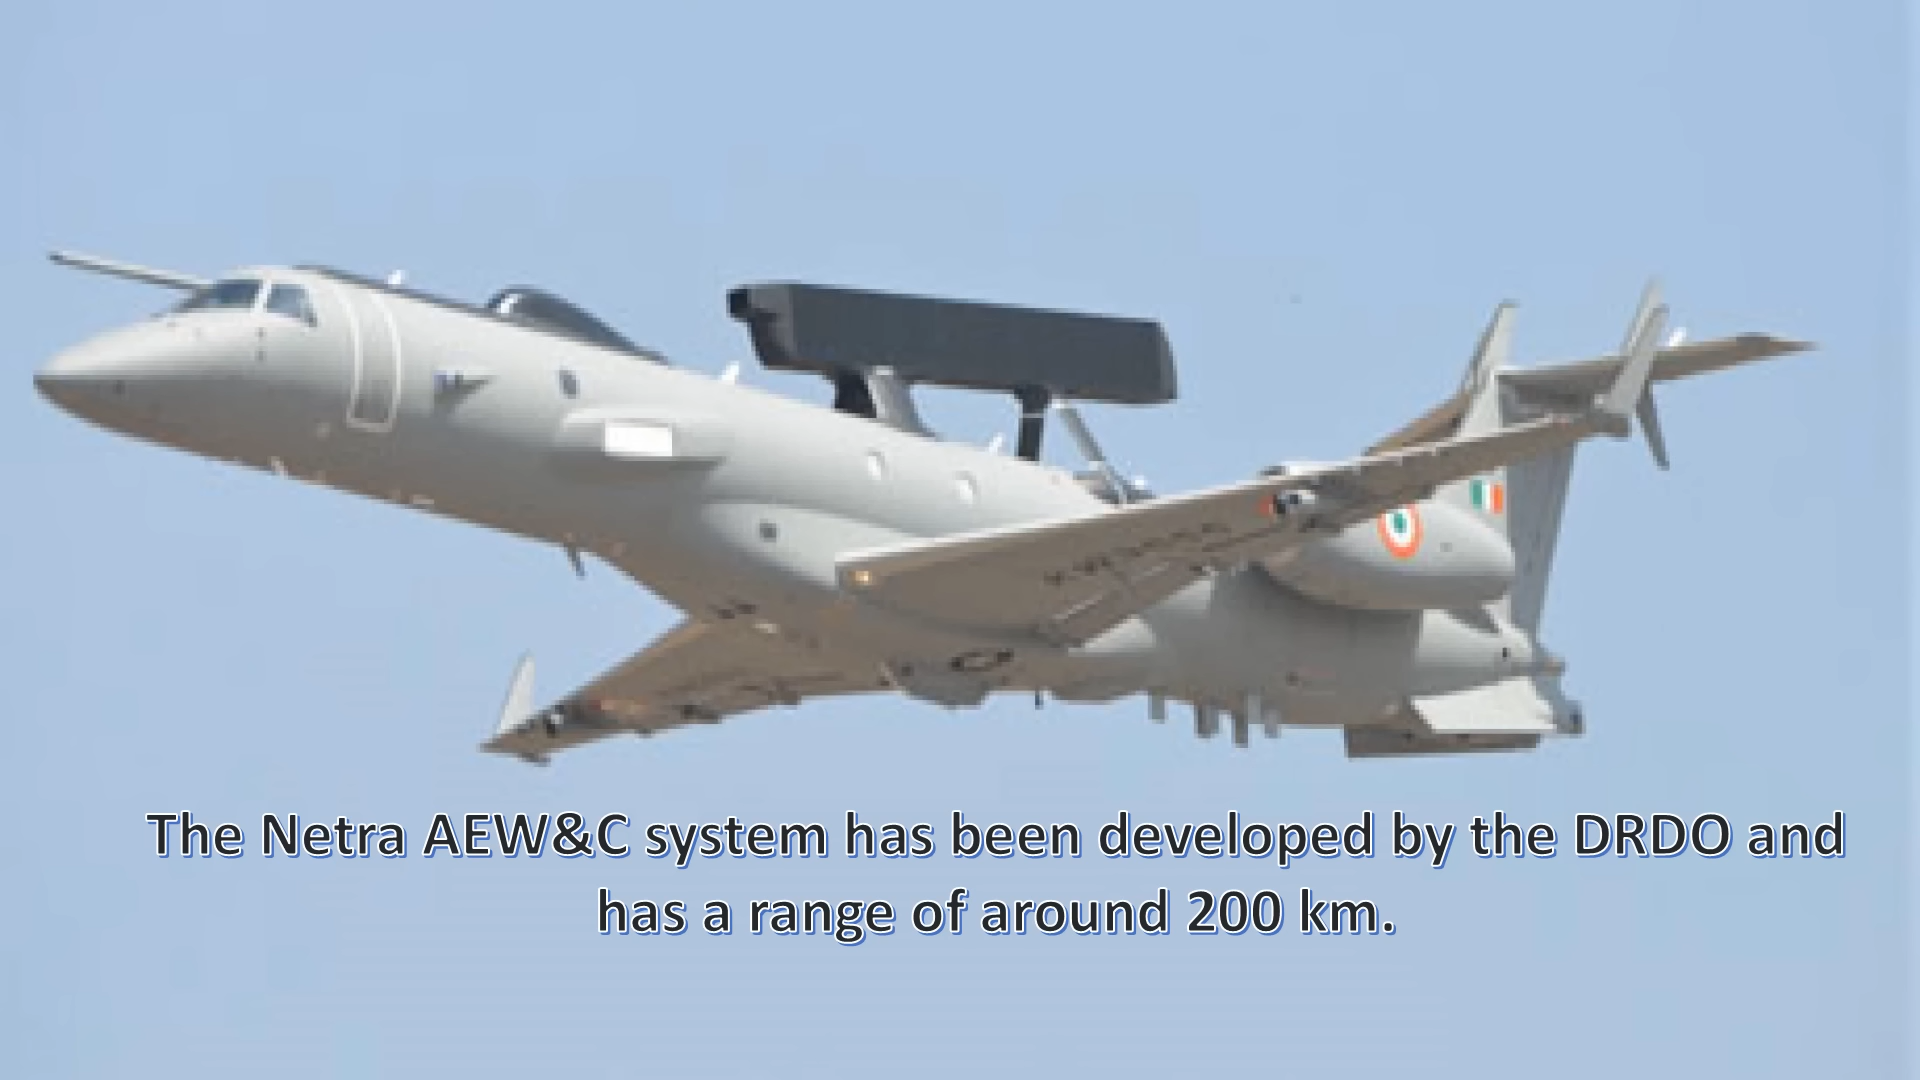 The Netra AEW&C system has been developed by the DRDO and
has a range of around 200 km.